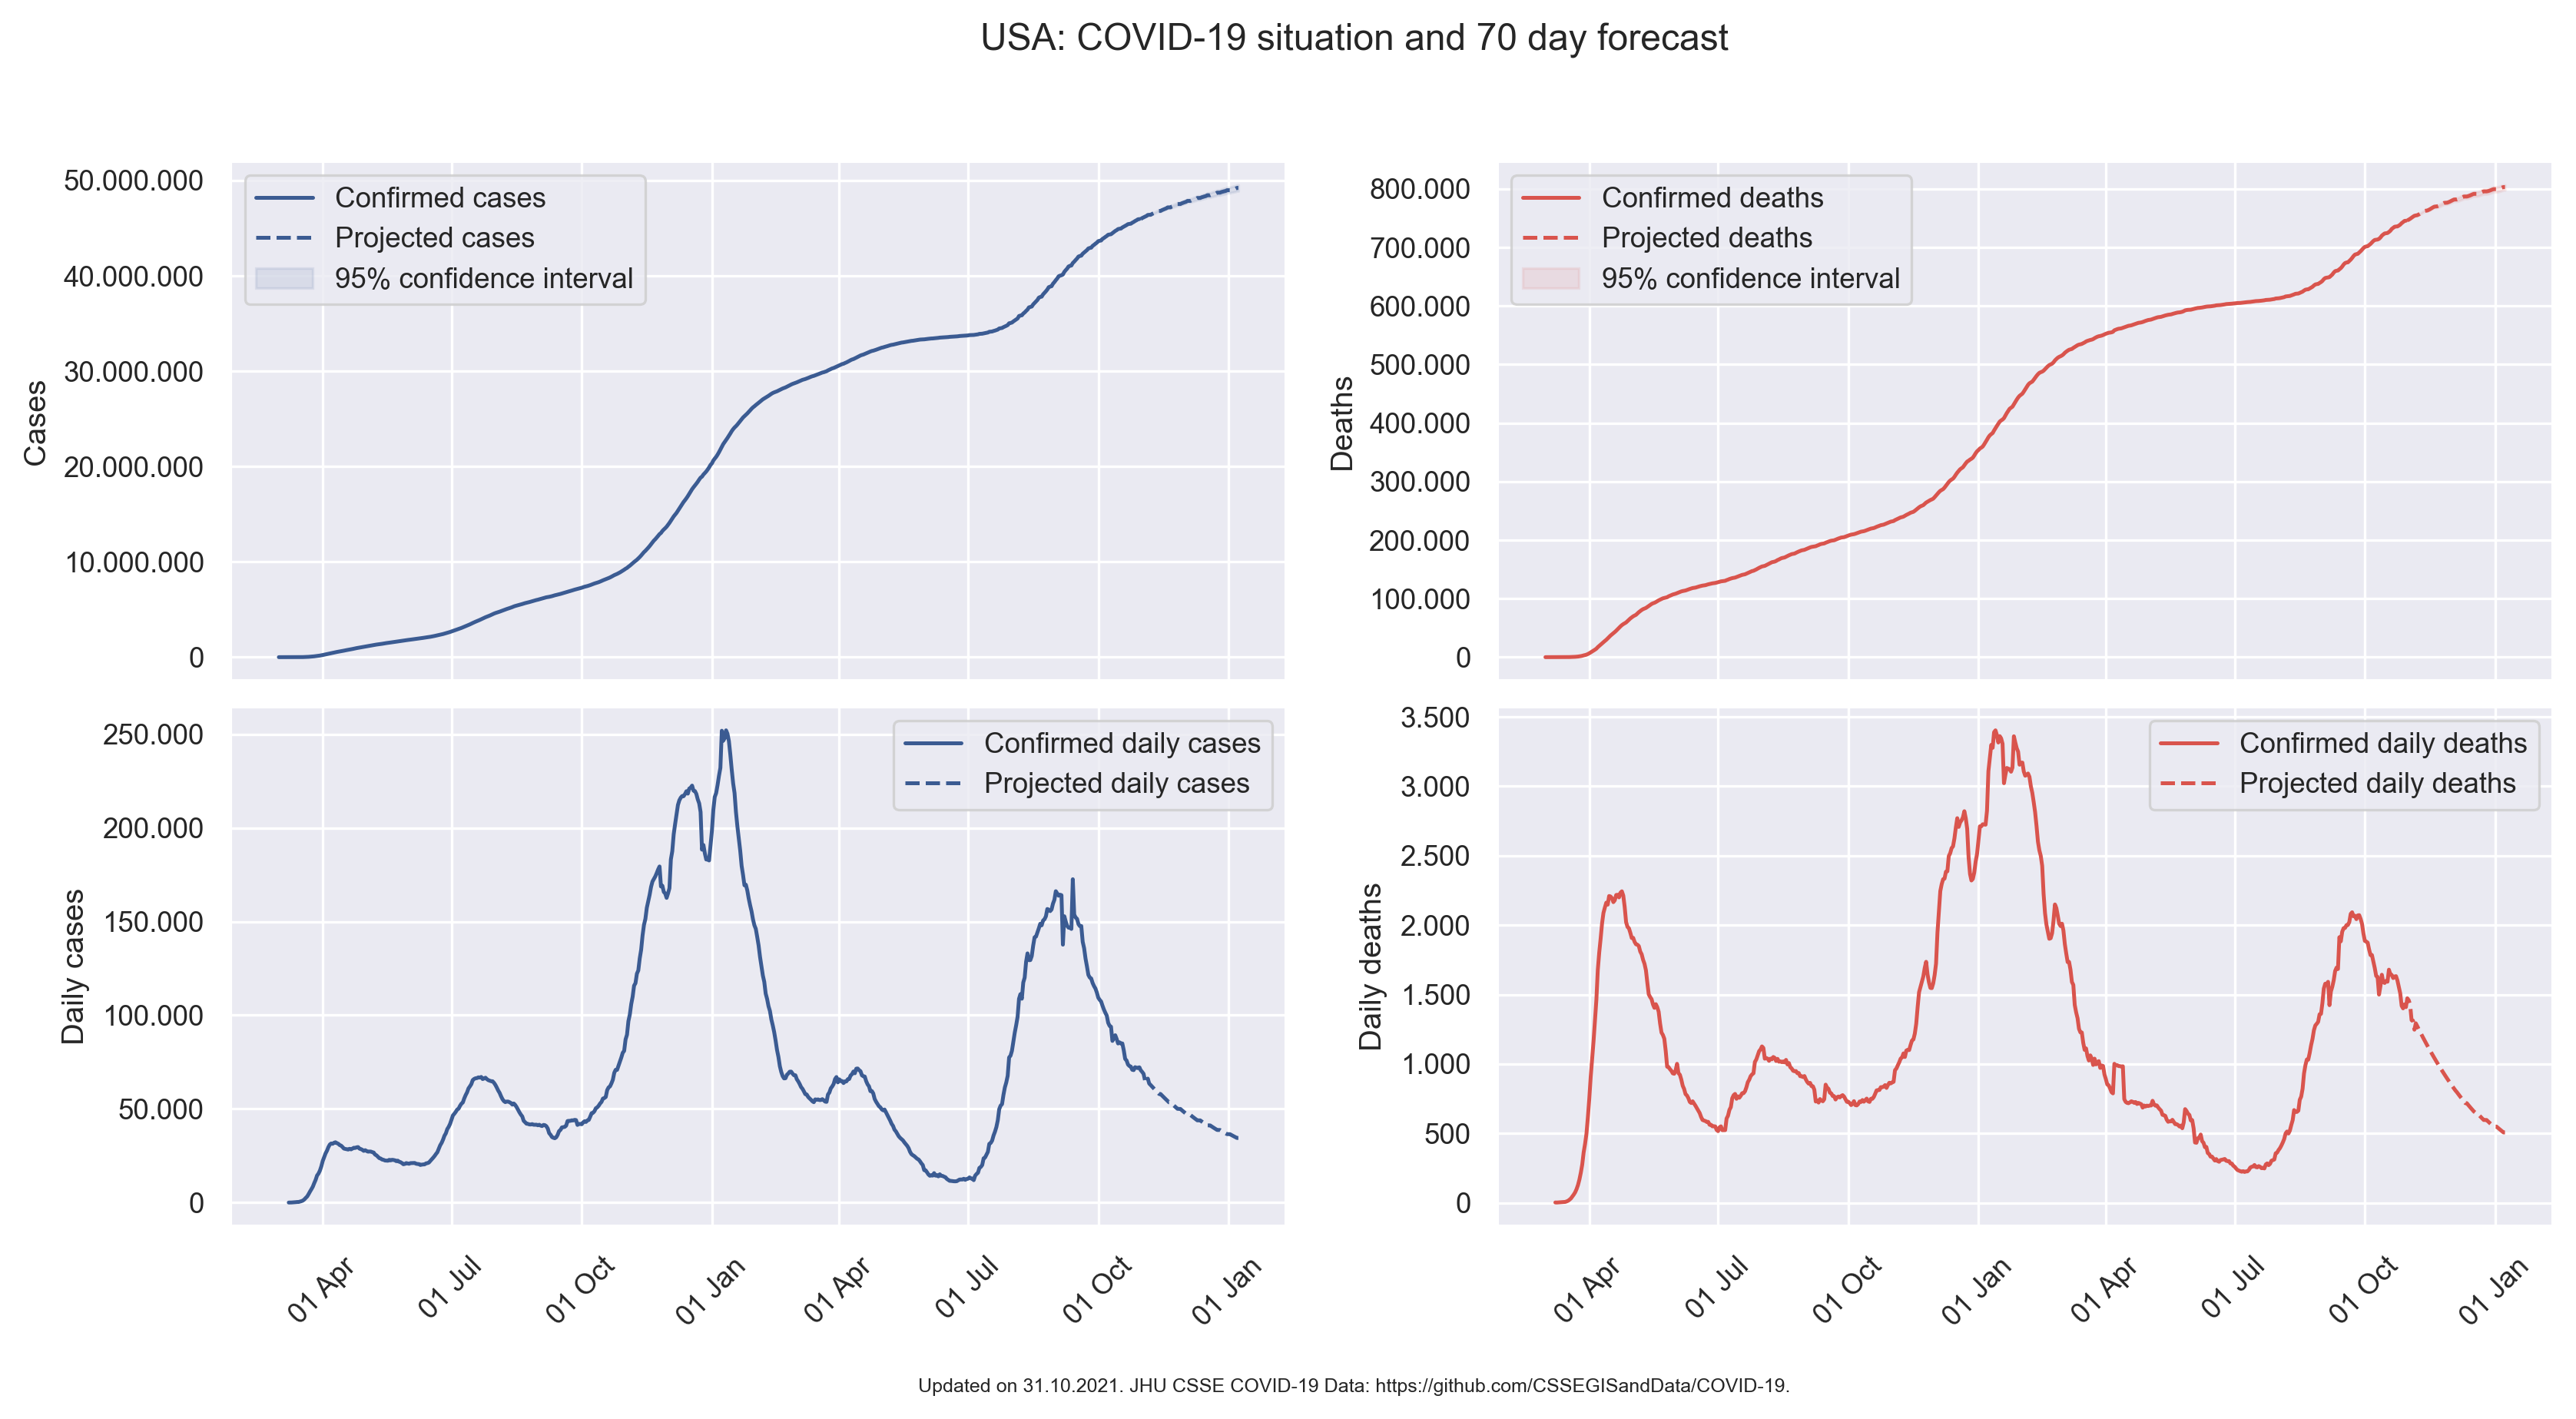 USA: COVID-19 situation and 70 day forecast
50.000.000
40.000.000
30.000.000
20.000.000
10.000.000
0
Cases
Confirmed cases
Projected cases
95% confidence interval
800.000
700.000
600.000
500.000
400.000
300.000
200.000
100.000
0
Deaths
Confirmed deaths
Projected deaths
95% confidence interval
250.000
200.000
150.000
100.000
50.000
0
Daily cases
Confirmed daily cases
Projected daily cases
01 Apr
01 Jul
01 Oct
01 Jan
01 Apr
01 Jul
01 Oct
01 Jan
3.500
3.000
2.500
2.000
1.500
1.000
500
0
Daily deaths
Confirmed daily deaths
Projected daily deaths
01 Apr
01 Jul
01 Oct
01 Jan
01 Apr
01 Jul
01 Oct
01 Jan
Updated on 31.10.2021. JHU CSSE COVID-19 Data: https://github.com/CSSEGISandData/COVID-19.